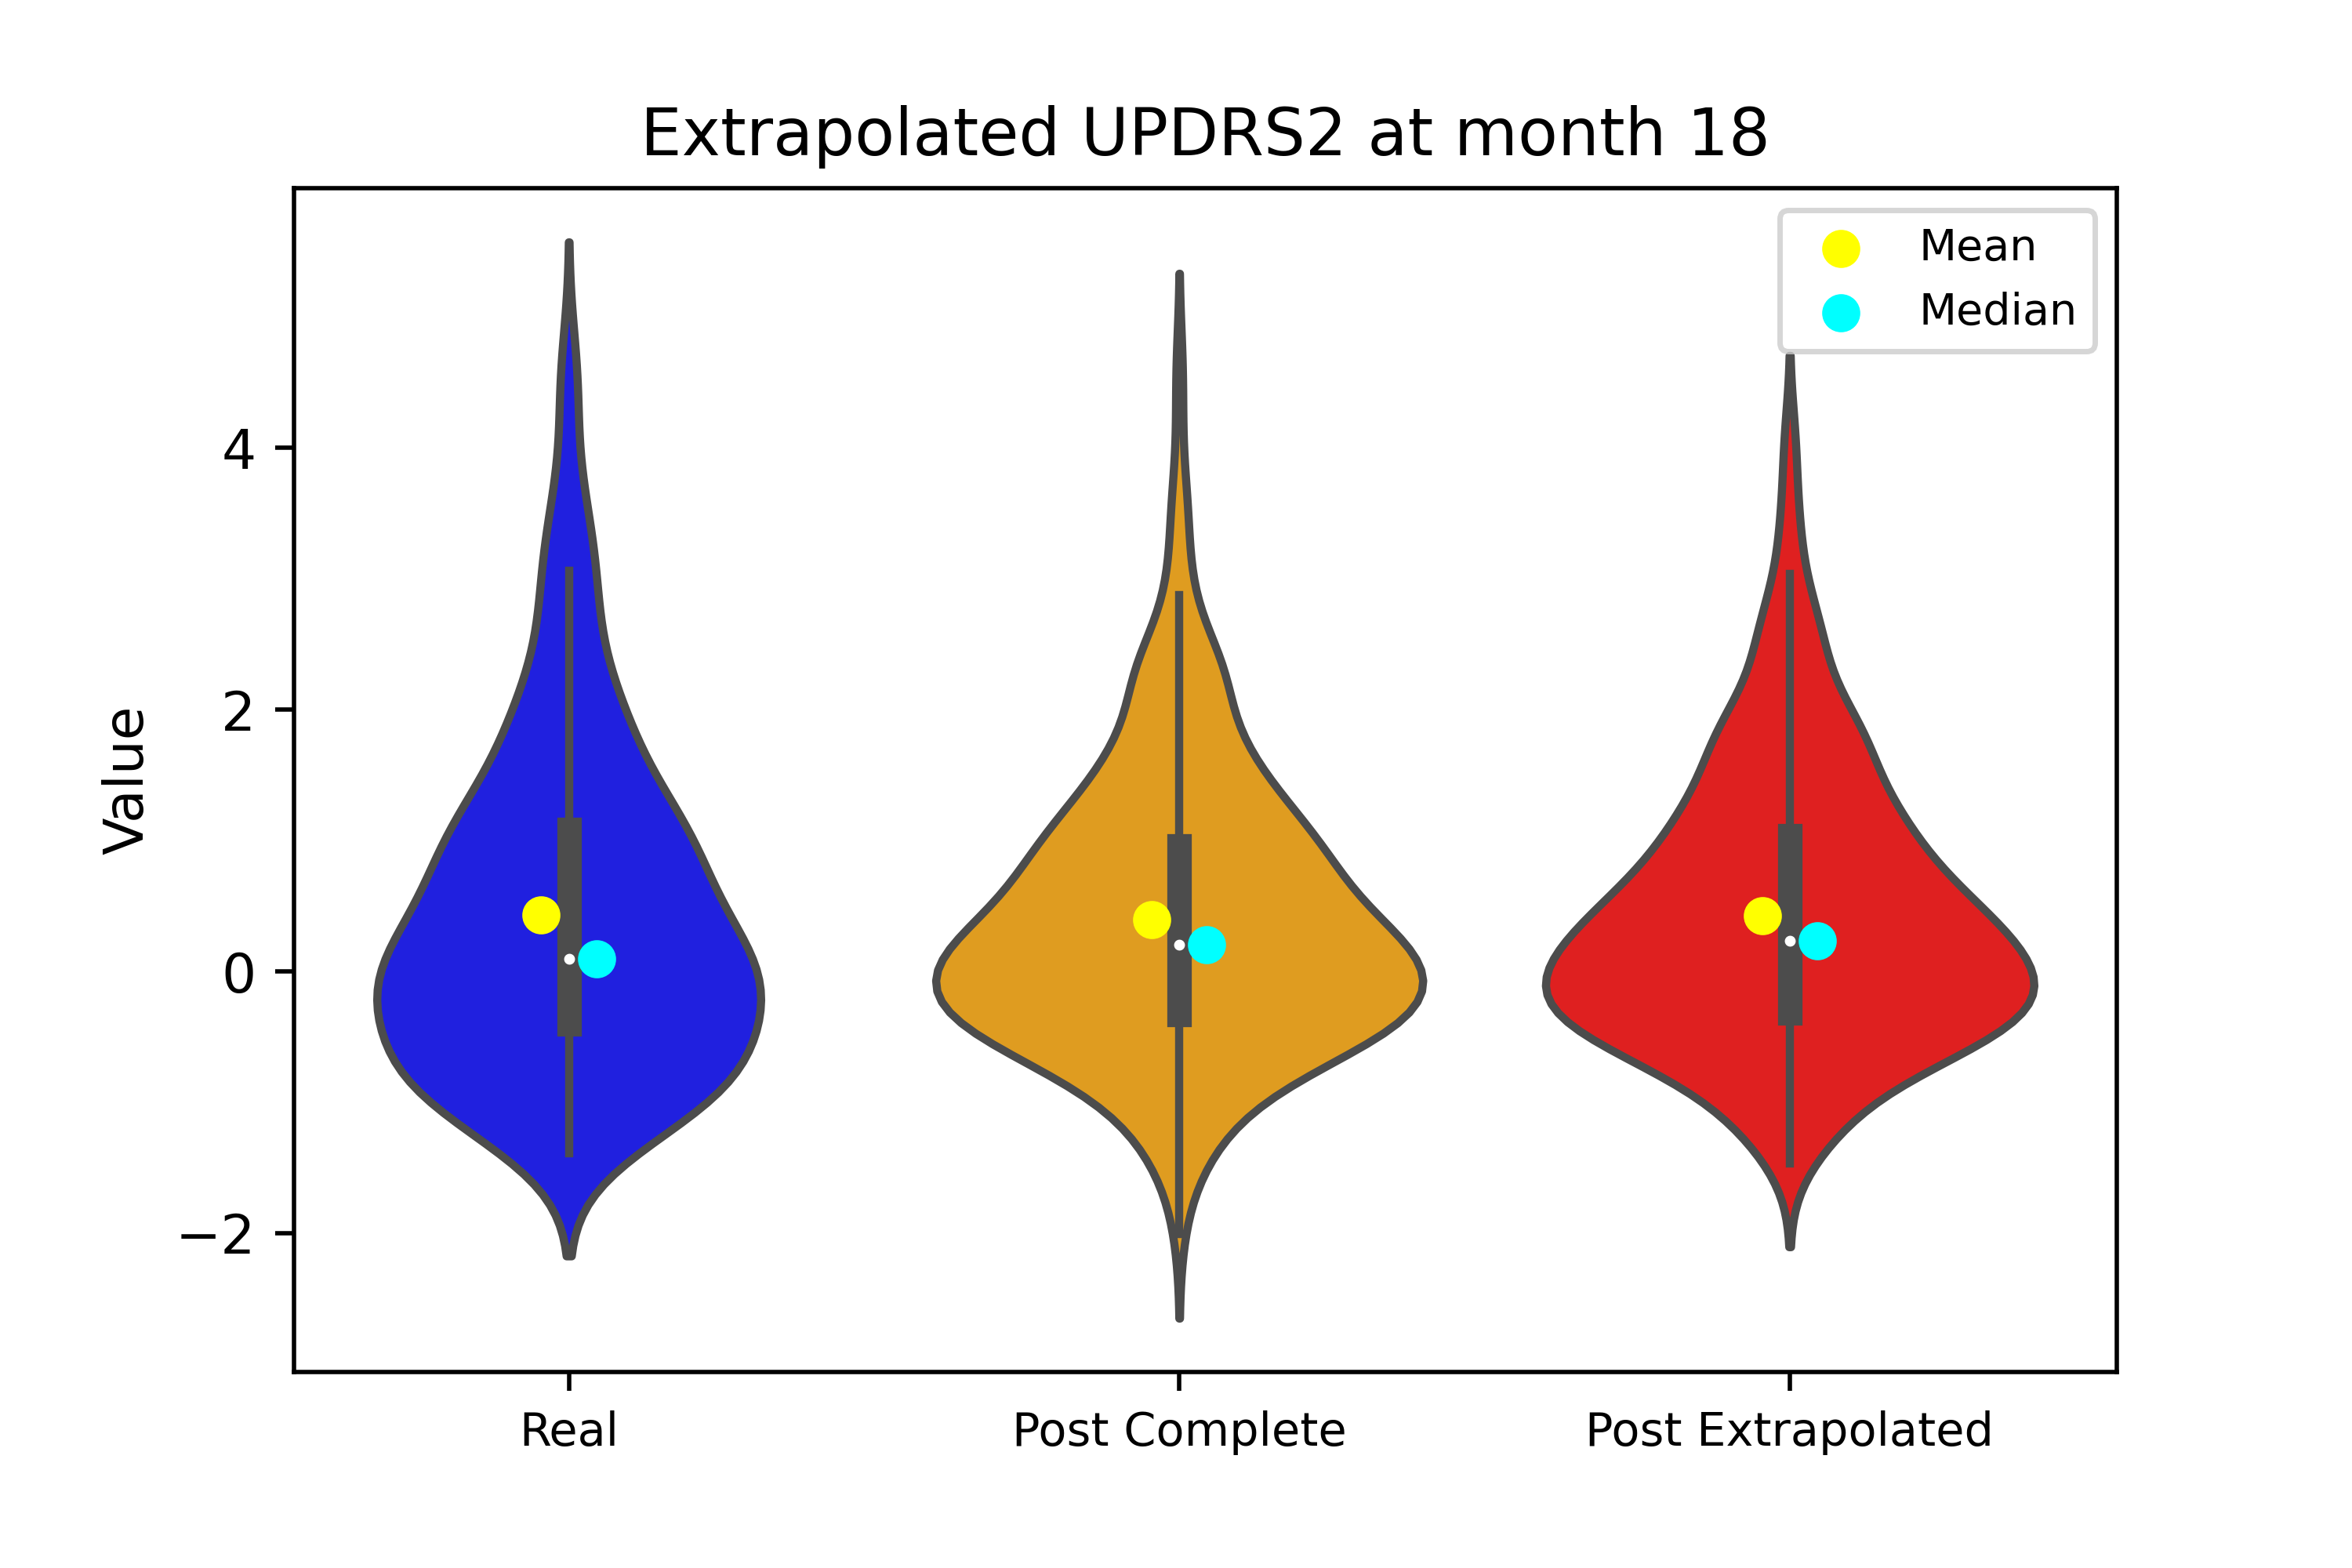 Extrapolated UPDRS2 at month 18
Mean
Median
4
2
0
−2
Value
Real
Post Complete
Post Extrapolated